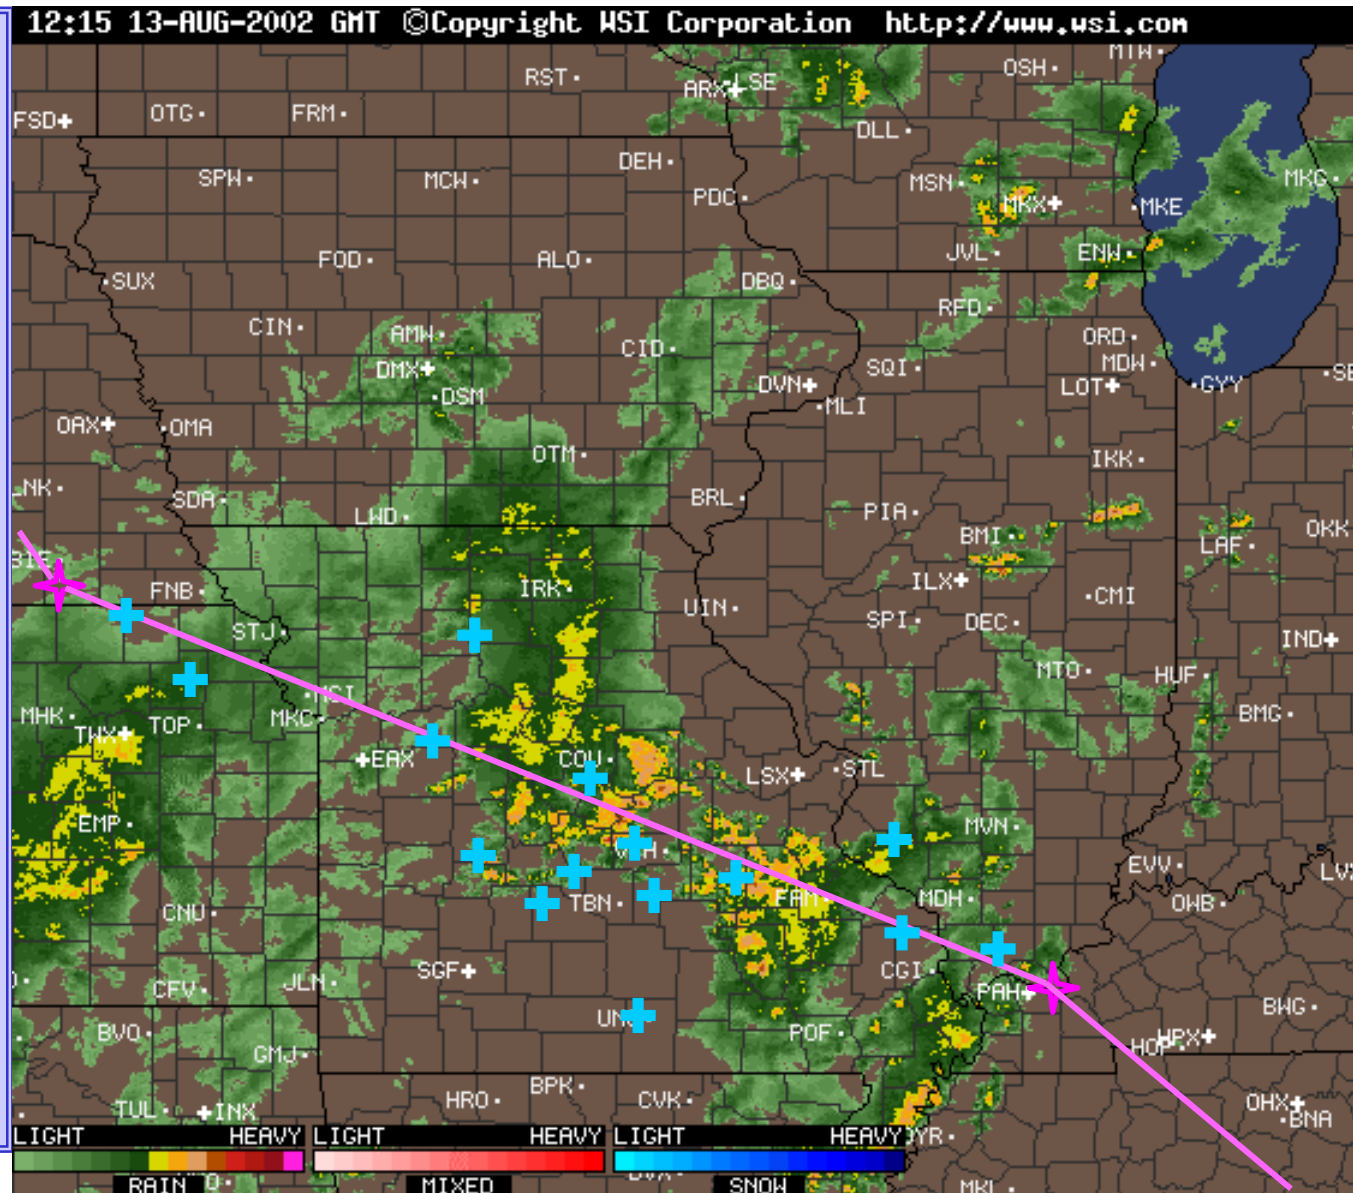 12:15 13-AUG-2002 GMT ©Copyright WSI Corporation http://www.wsi.com
MTW
RST OSH
ARX LSE
FSD OTG FRM
DLL
DEH
SPW MCW MSN MKG
PDC MKX MKE
FOD ALO JVL ENW
SUX DBQ
RFD
CIN AMW
ORD
CID MDW
DMX SQI
DSM DVN LOT GYY
MLI
OAX OMA
OTM IKK
SDA BRL
LWD PIA
BMI OKK
LAF
FNB IRK ILX
UIN CMI
STJ SPI DEC IND
MTO HUF
MKC
MHK TOP BMG
TWX
EAX COU LSX STL
EMP MVN
EVV
TBN FAM MDH OWB
CNU
SGF CGI
CFV JLN PAH
BWG
BVO POF HPX
GMJ HOP
BPK
HRO CVK
TUL INX OHX
BNA
LIGHT HEAVY LIGHT HEAVY LIGHT HEAVY DYR
RAIN MIXED SNOW MKL